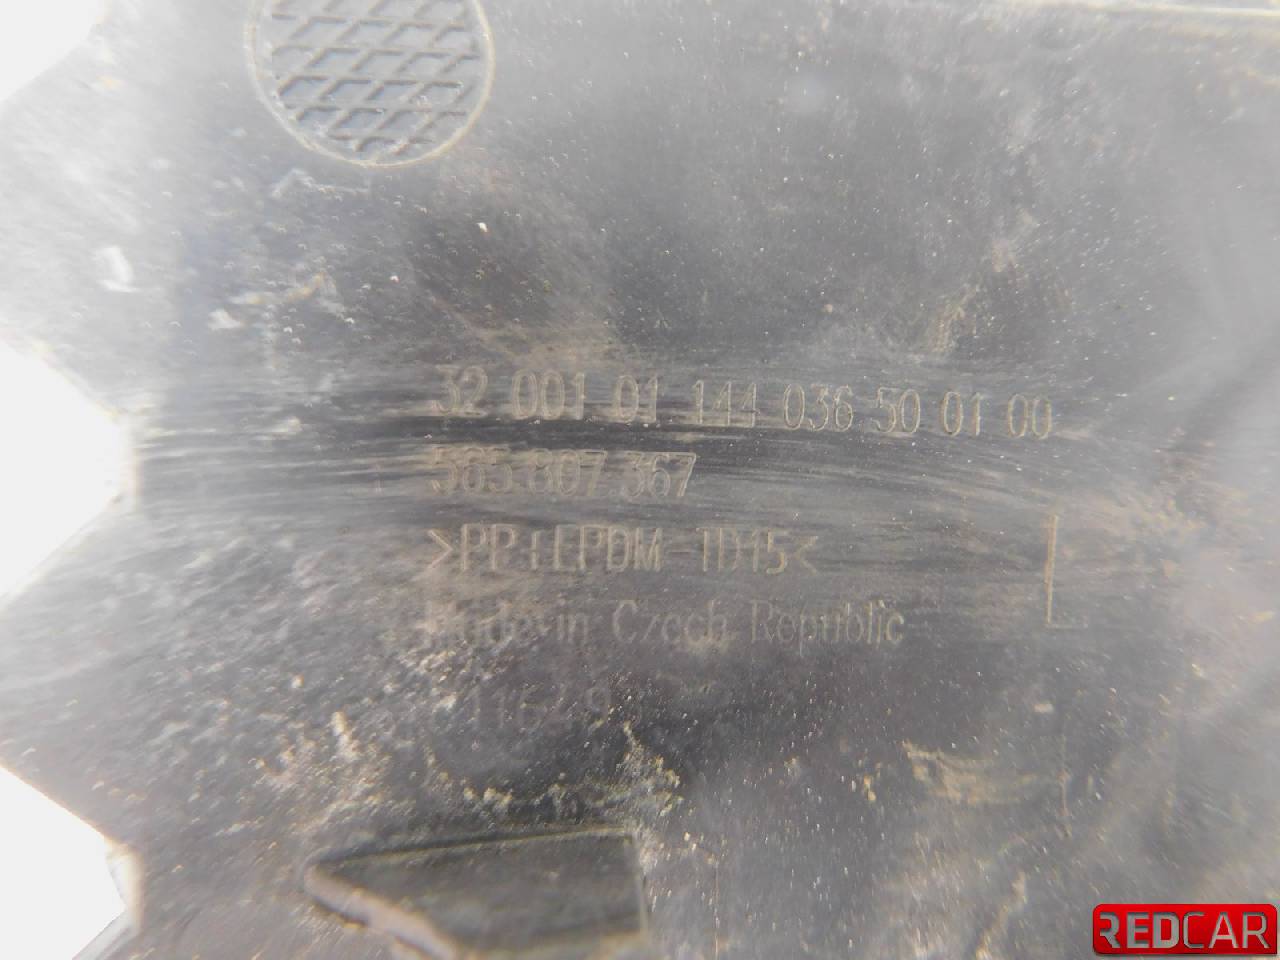 32 001 01 144 036 50 01 00
565 807 367
>PP+EPDM-TD15<
Made in Czech Republic
L
REDCAR